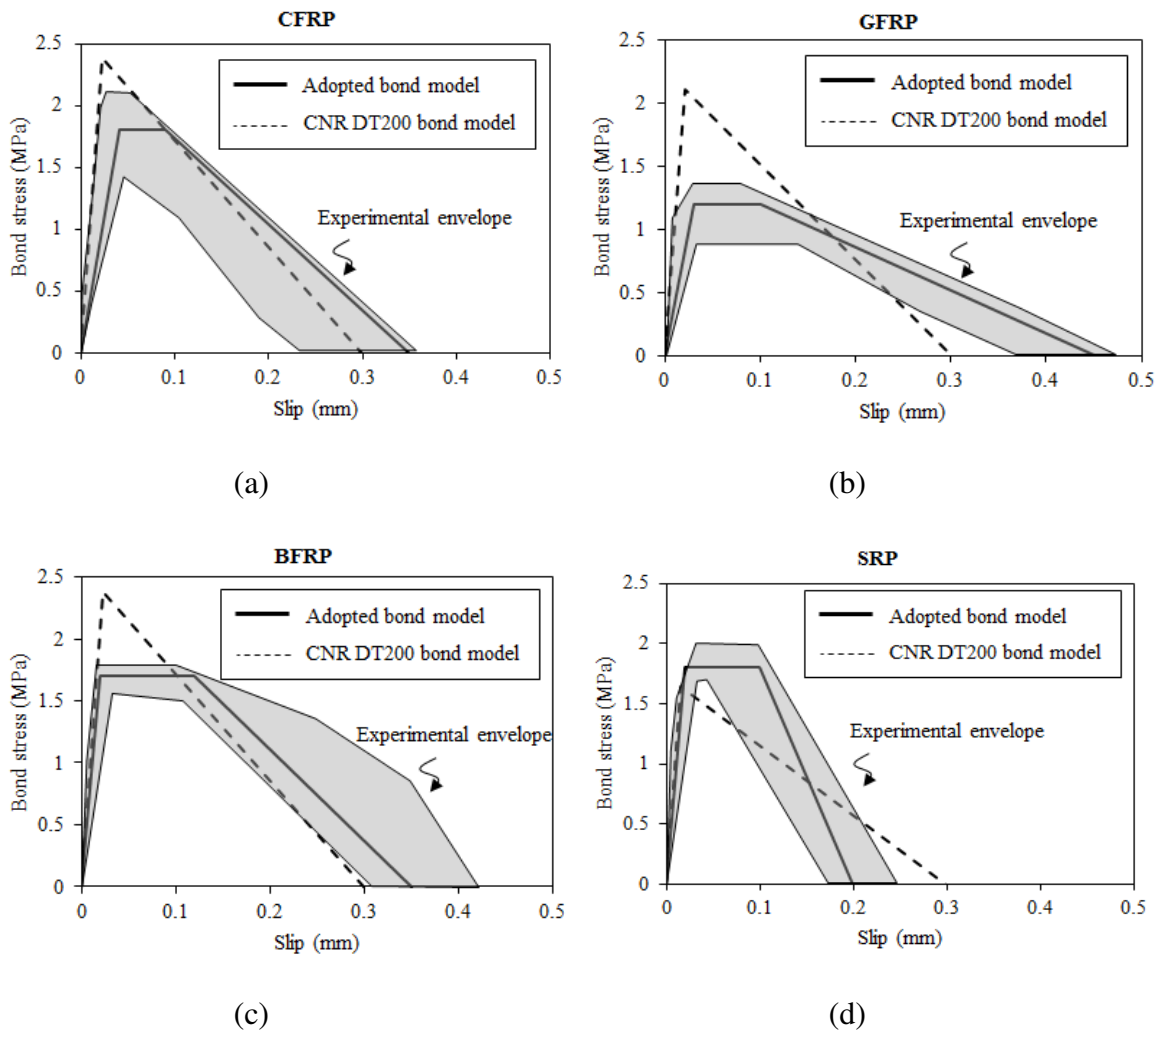 CFRP
2.5
2
1.5
1
0.5
0
Bond stress (MPa)
Adopted bond model
CNR DT200 bond model
Experimental envelope
0 0.1 0.2 0.3 0.4 0.5
Slip (mm)
(a)
GFRP
2.5
2
1.5
1
0.5
0
Bond stress (MPa)
Adopted bond model
CNR DT200 bond model
Experimental envelope
0 0.1 0.2 0.3 0.4 0.5
Slip (mm)
(b)
BFRP
2.5
2
1.5
1
0.5
0
Bond stress (MPa)
Adopted bond model
CNR DT200 bond model
Experimental envelope
0 0.1 0.2 0.3 0.4 0.5
Slip (mm)
(c)
SRP
2.5
2
1.5
1
0.5
0
Bond stress (MPa)
Adopted bond model
CNR DT200 bond model
Experimental envelope
0 0.1 0.2 0.3 0.4 0.5
Slip (mm)
(d)